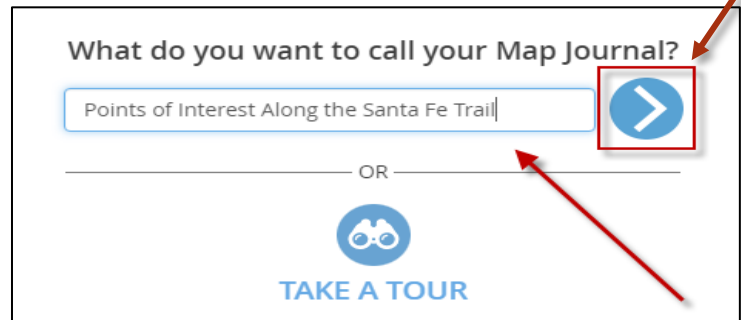 What do you want to call your Map Journal?
Points of Interest Along the Santa Fe Trail
OR
TAKE A TOUR